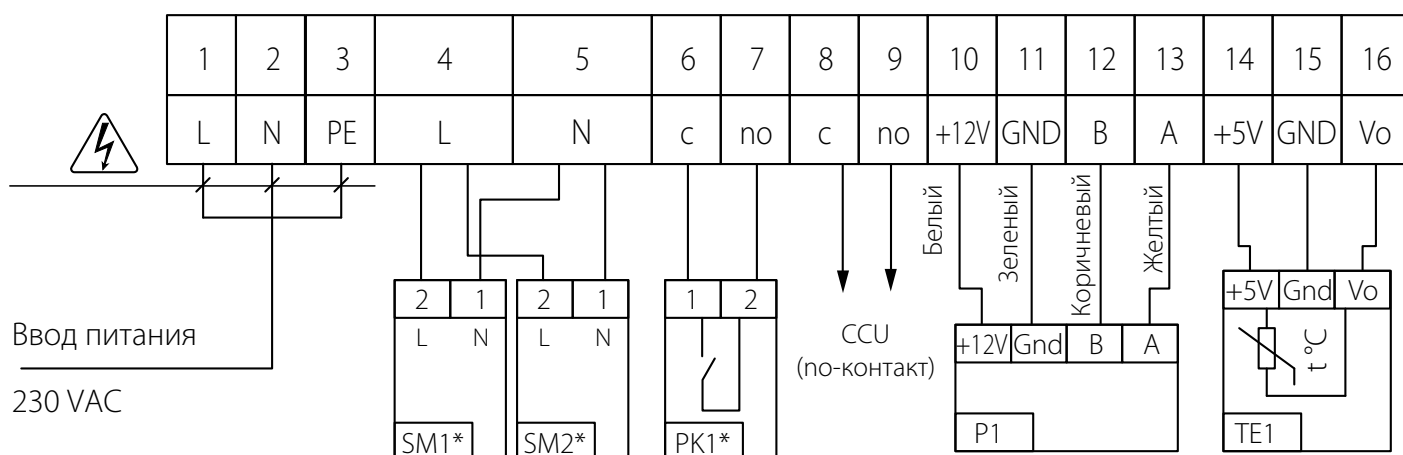 1 2 3 4 5 6 7 8 9 10 11 12 13 14 15 16
L N PE L N c no c no +12V GND B A +5V GND Vo
Белый
Зеленый
Коричневый
Желтый
2 1 2 1 1 2
L N L N
+5V Gnd Vo
Ввод питания
230 VAC
CCU
(no-контакт)
+12V Gnd B A
t °C
SM1* SM2* PK1* P1 TE1